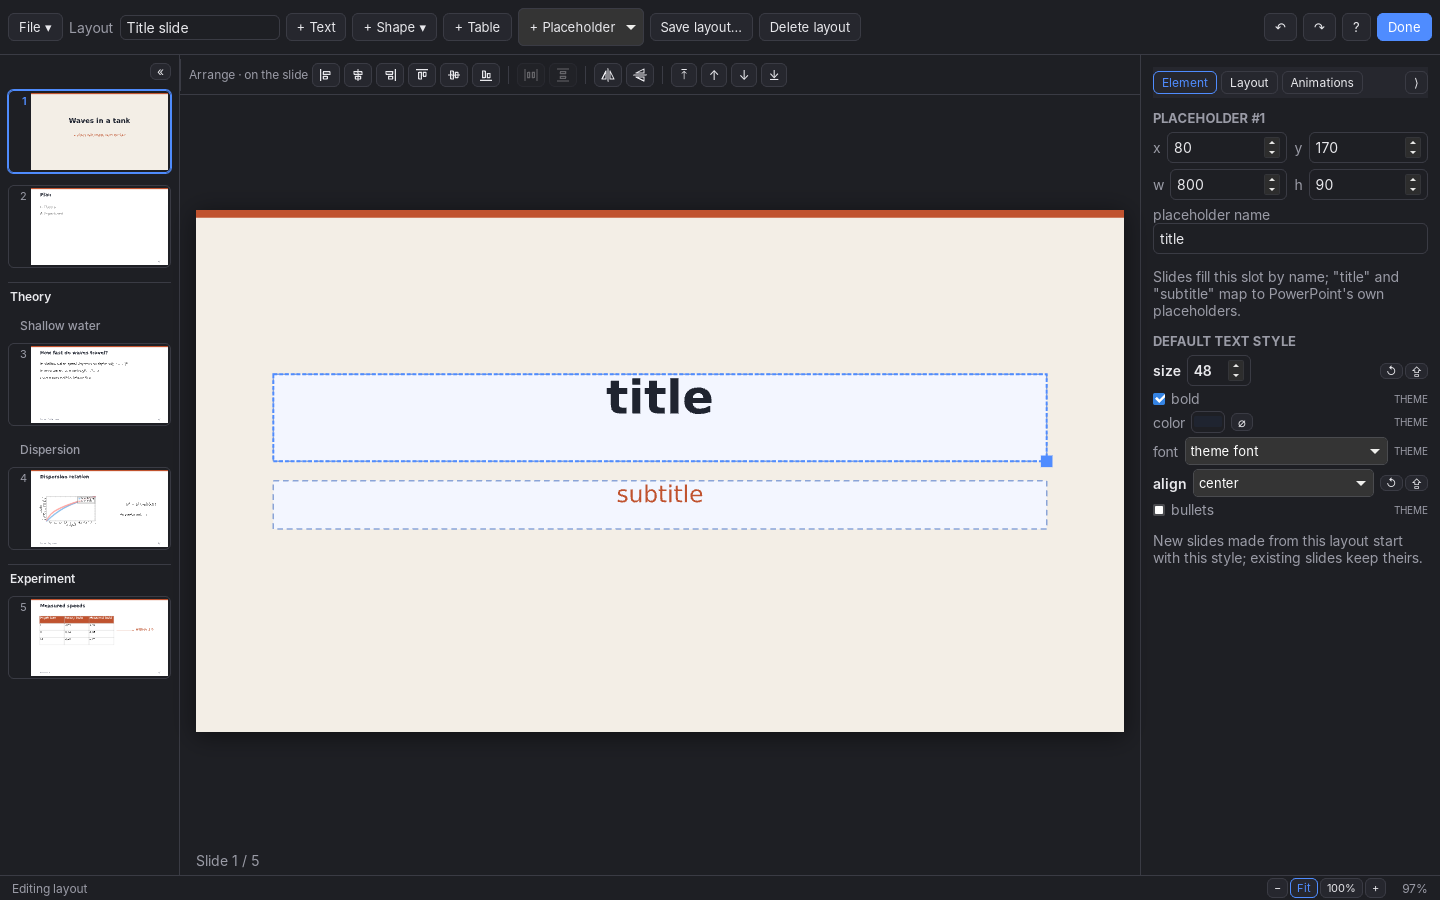 File ▾ Layout Title slide + Text + Shape ▾ + Table + Placeholder Save layout... Delete layout ↶ ↷ ? Done
« Arrange · on the slide
Element Layout Animations ⟩
1 Waves in a tank
2 Plan
Theory
Shallow water
3 How fast do waves travel?
Dispersion
4 Dispersion relation
Experiment
5 Measured speeds
title
subtitle
Slide 1 / 5
PLACEHOLDER #1
x 80 y 170
w 800 h 90
placeholder name
title
Slides fill this slot by name; "title" and
"subtitle" map to PowerPoint's own
placeholders.
DEFAULT TEXT STYLE
size 48
bold THEME
color ⌀ THEME
font theme font THEME
align center
bullets THEME
New slides made from this layout start
with this style; existing slides keep theirs.
Editing layout − Fit 100% + 97%